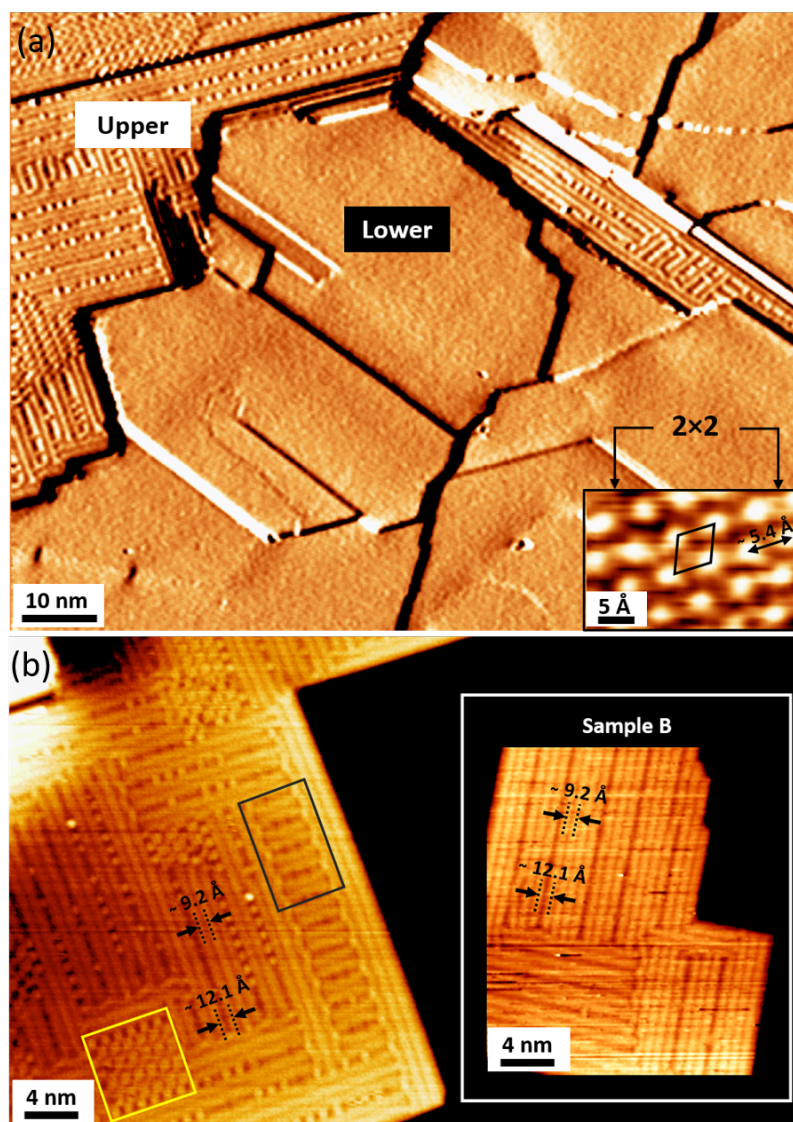 (a)
Upper
Lower
2×2
~ 5.4 Å
5 Å
10 nm
(b)
Sample B
~ 9.2 Å
~ 12.1 Å
~ 9.2 Å
~ 12.1 Å
4 nm
4 nm